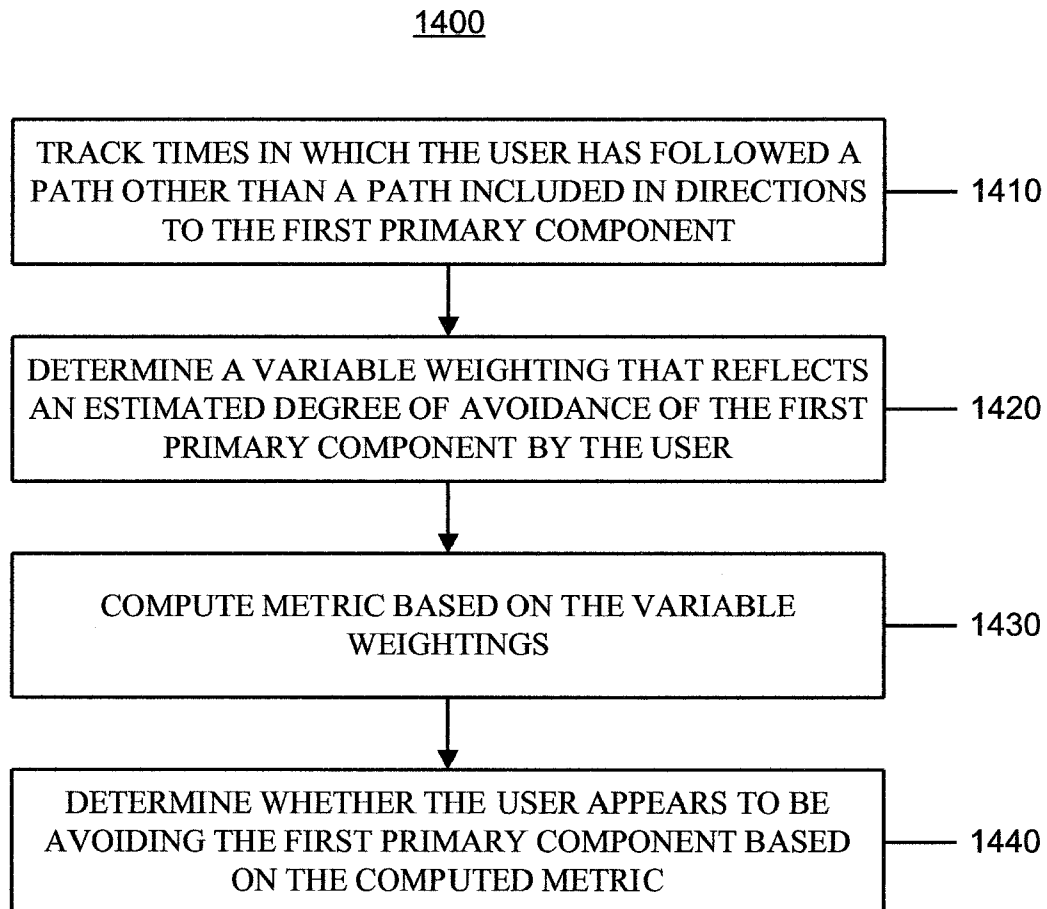 1400
TRACK TIMES IN WHICH THE USER HAS FOLLOWED A
PATH OTHER THAN A PATH INCLUDED IN DIRECTIONS
TO THE FIRST PRIMARY COMPONENT
1410
DETERMINE A VARIABLE WEIGHTING THAT REFLECTS
AN ESTIMATED DEGREE OF AVOIDANCE OF THE FIRST
PRIMARY COMPONENT BY THE USER
1420
COMPUTE METRIC BASED ON THE VARIABLE
WEIGHTINGS
1430
DETERMINE WHETHER THE USER APPEARS TO BE
AVOIDING THE FIRST PRIMARY COMPONENT BASED
ON THE COMPUTED METRIC
1440